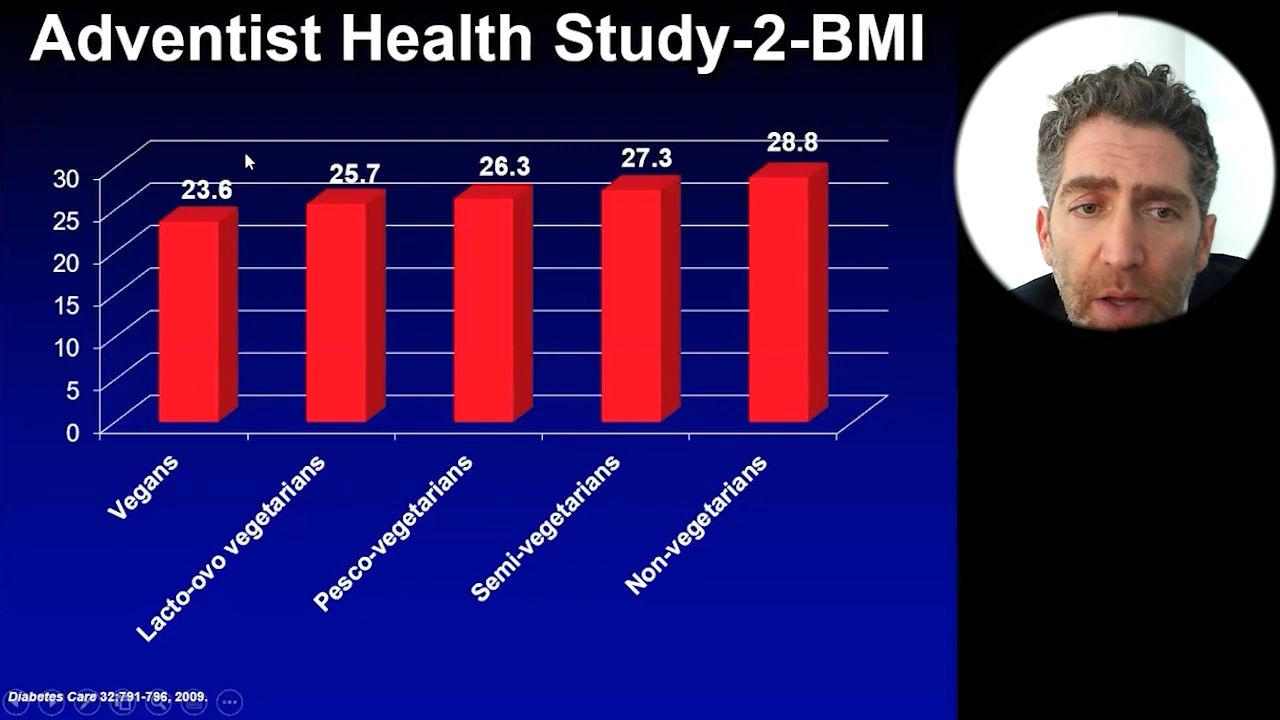 Adventist Health Study-2-BMI
30
25
20
15
10
5
0
23.6
25.7
26.3
27.3
28.8
Vegans
Lacto-ovo vegetarians
Pesco-vegetarians
Semi-vegetarians
Non-vegetarians
Diabetes Care 32:791-796, 2009.